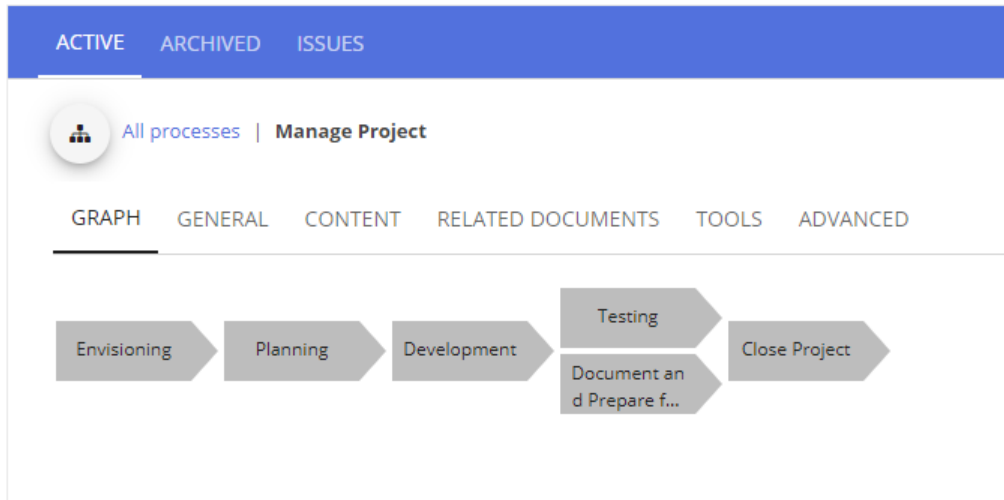 ACTIVE ARCHIVED ISSUES
All processes | Manage Project
GRAPH GENERAL CONTENT RELATED DOCUMENTS TOOLS ADVANCED
Envisioning
Planning
Development
Testing
Document an
d Prepare f...
Close Project